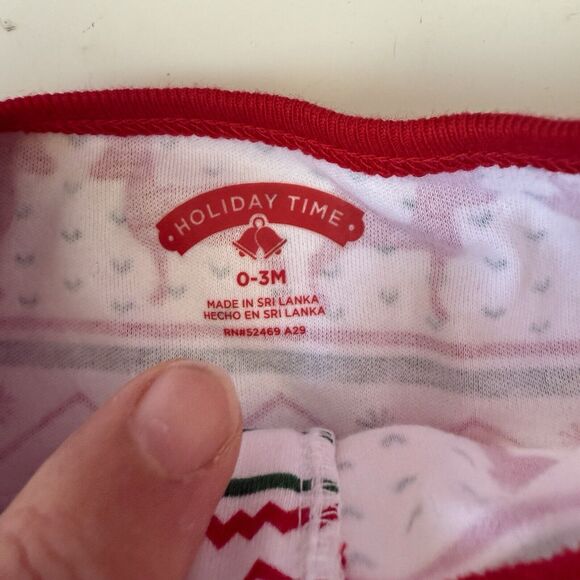 HOLIDAY TIME
0-3M
MADE IN SRI LANKA
HECHO EN SRI LANKA
RN#52469 A29